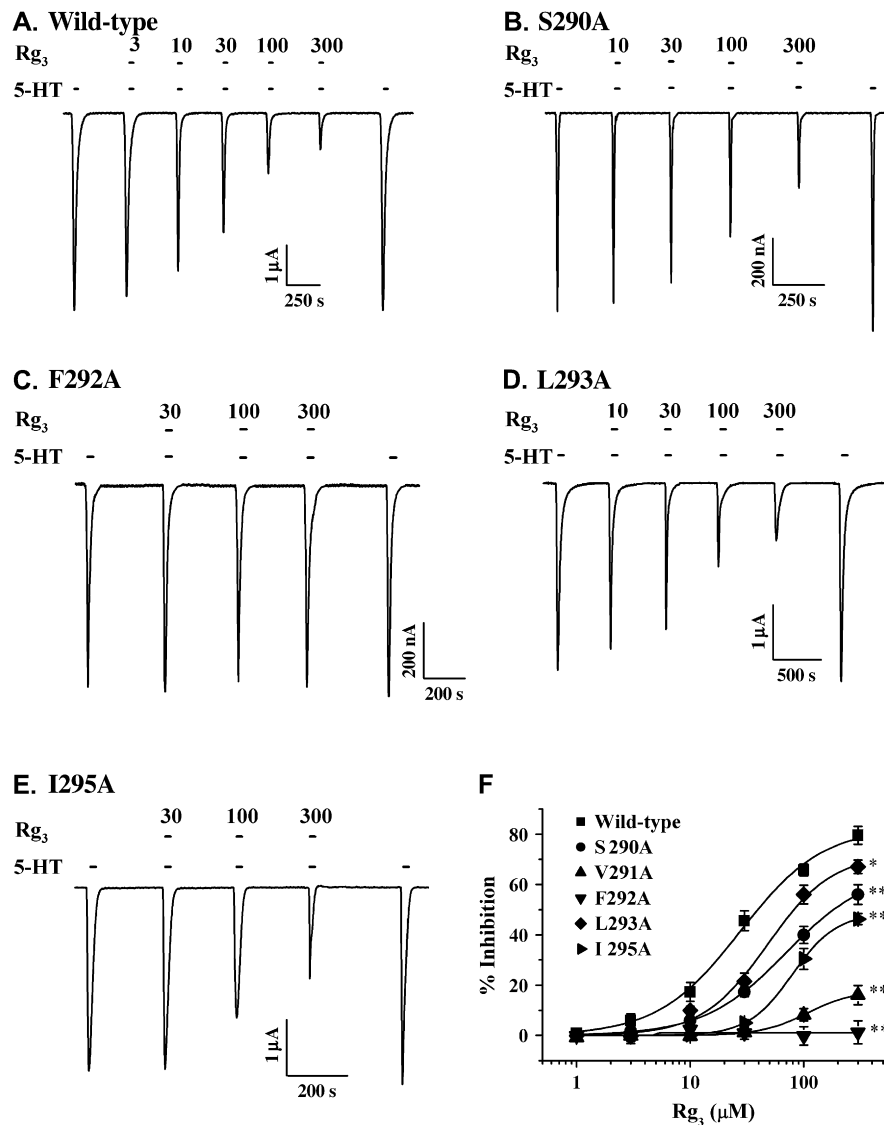 A. Wild-type
Rg3 3 10 30 100 300
5-HT
1 µA
250 s
B. S290A
Rg3 10 30 100 300
5-HT
200 nA
250 s
C. F292A
Rg3 30 100 300
5-HT
200 nA
200 s
D. L293A
Rg3 10 30 100 300
5-HT
1 µA
500 s
E. I295A
Rg3 30 100 300
5-HT
1 µA
200 s
F
Wild-type
S290A
V291A
F292A
L293A
I 295A
% Inhibition
80
60
40
20
0
*
**
**
**
**
1 10 100
Rg3 (µM)